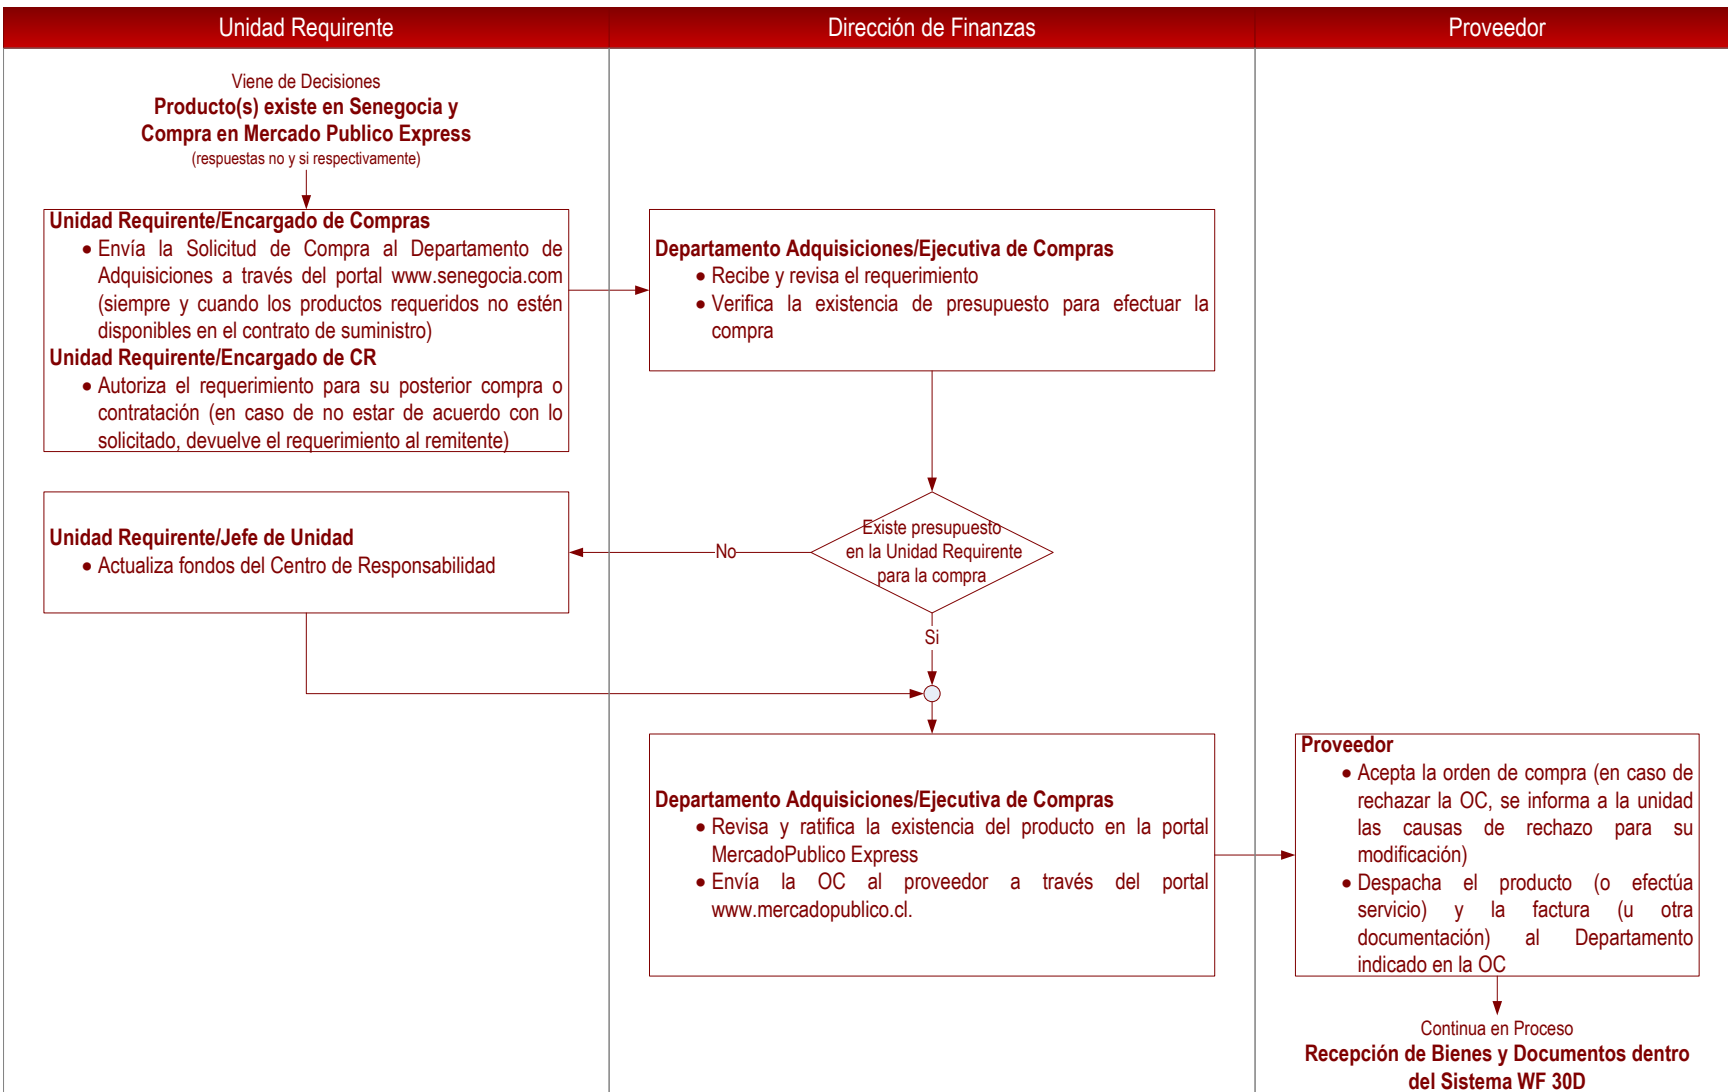 Unidad Requirente
Dirección de Finanzas
Proveedor
Viene de Decisiones
Producto(s) existe en Senegocia y
Compra en Mercado Publico Express
(respuestas no y si respectivamente)
Unidad Requirente/Encargado de Compras
• Envía la Solicitud de Compra al Departamento de
Adquisiciones a través del portal www.senegocia.com
(siempre y cuando los productos requeridos no estén
disponibles en el contrato de suministro)
Unidad Requirente/Encargado de CR
• Autoriza el requerimiento para su posterior compra o
contratación (en caso de no estar de acuerdo con lo
solicitado, devuelve el requerimiento al remitente)
Departamento Adquisiciones/Ejecutiva de Compras
• Recibe y revisa el requerimiento
• Verifica la existencia de presupuesto para efectuar la
compra
Existe presupuesto
en la Unidad Requirente
para la compra
No
Unidad Requirente/Jefe de Unidad
• Actualiza fondos del Centro de Responsabilidad
Si
Departamento Adquisiciones/Ejecutiva de Compras
• Revisa y ratifica la existencia del producto en la portal
MercadoPublico Express
• Envía la OC al proveedor a través del portal
www.mercadopublico.cl.
Proveedor
• Acepta la orden de compra (en caso de
rechazar la OC, se informa a la unidad
las causas de rechazo para su
modificación)
• Despacha el producto (o efectúa
servicio) y la factura (u otra
documentación) al Departamento
indicado en la OC
Continua en Proceso
Recepción de Bienes y Documentos dentro
del Sistema WF 30D